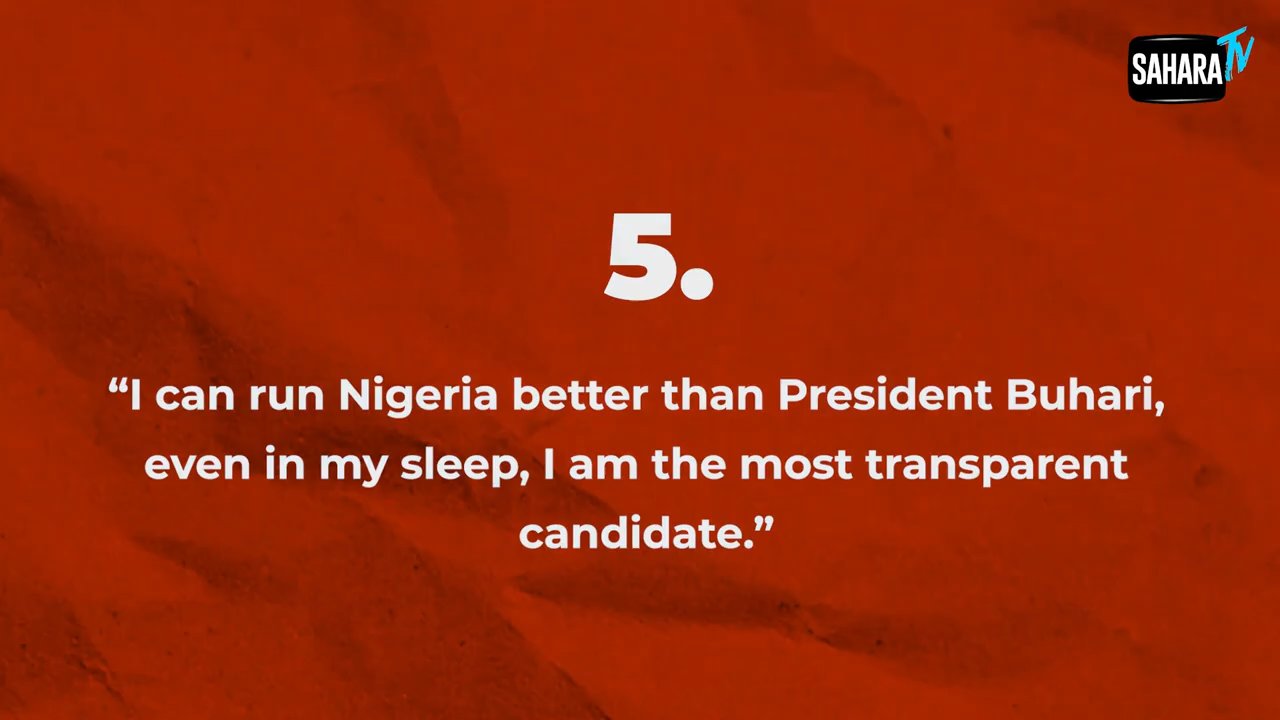 SAHARA TV
5.
“I can run Nigeria better than President Buhari,
even in my sleep, I am the most transparent
candidate.”